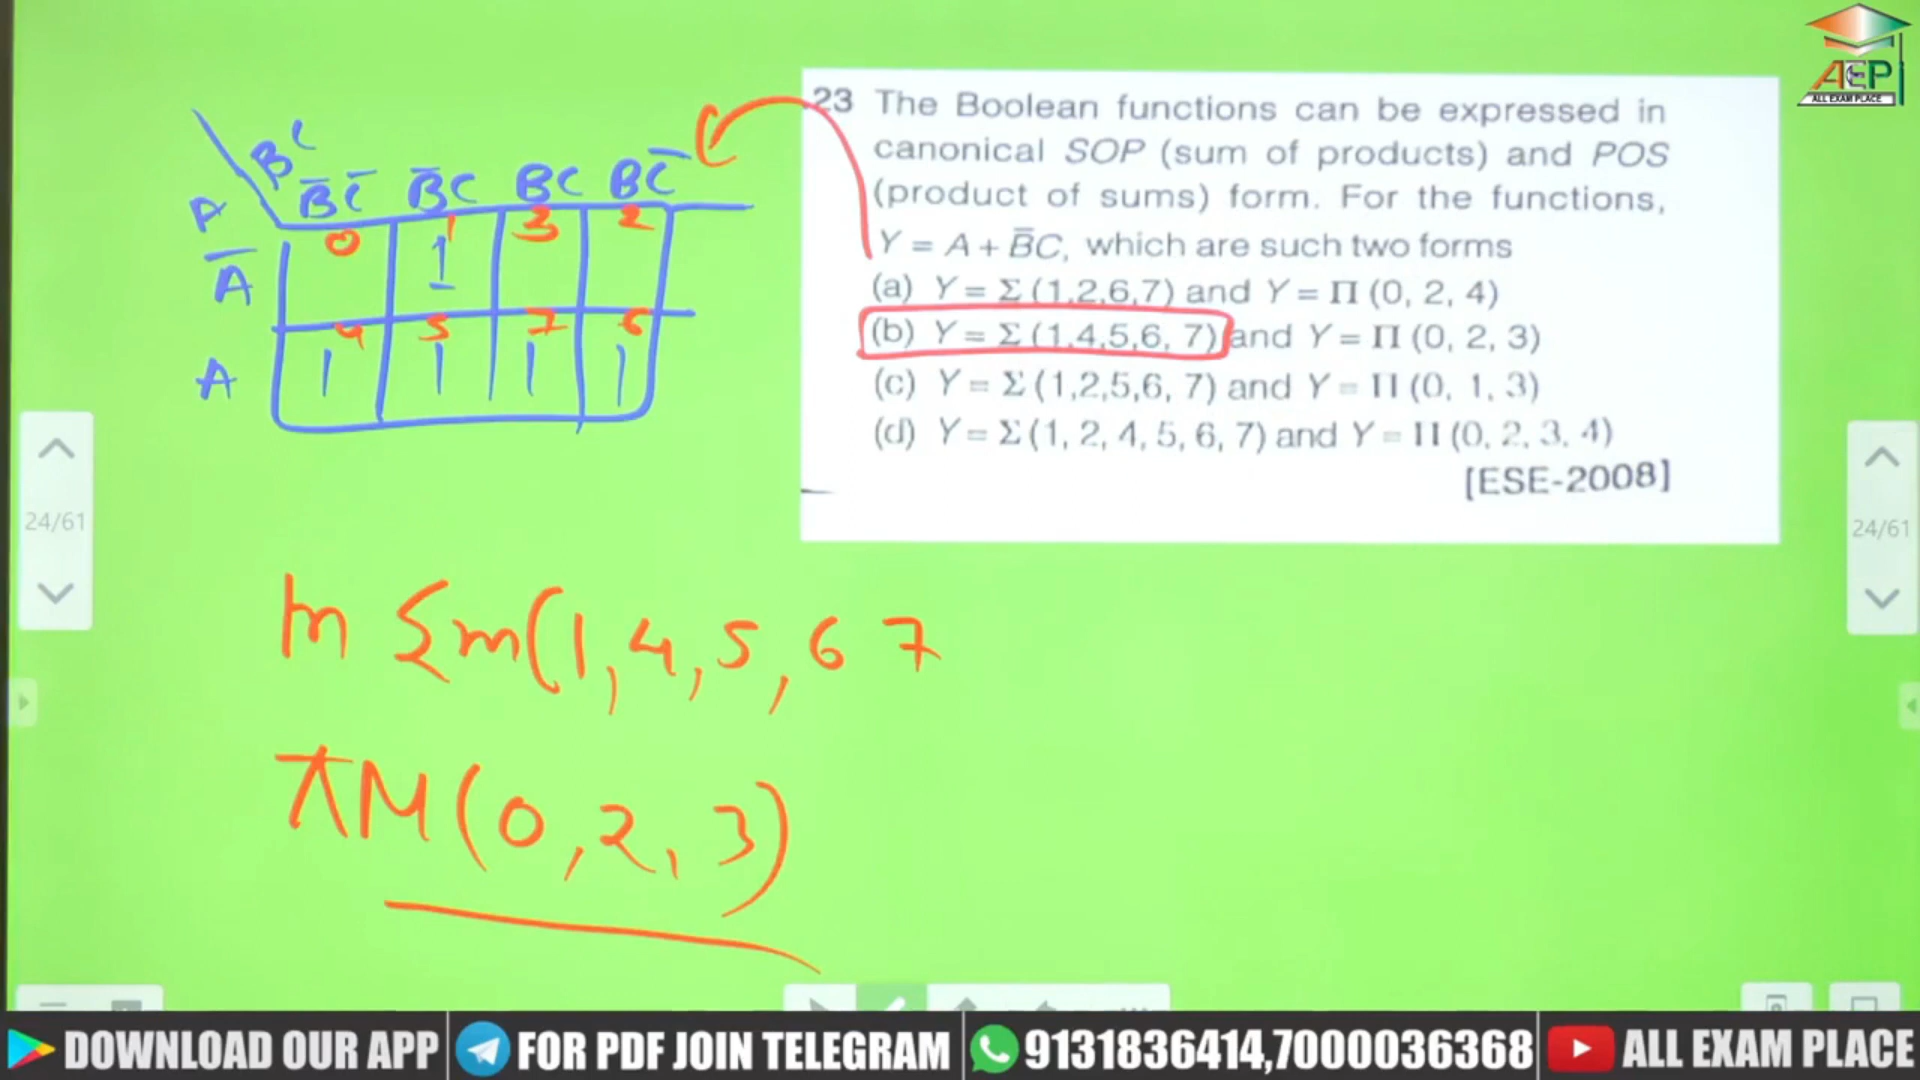 AEP
ALL EXAM PLACE
BC
A
B̅C̅ B̅C BC BC̅
0 1 3 2
A̅ 1
4 5 7 6
A 1 1 1 1
23 The Boolean functions can be expressed in
canonical SOP (sum of products) and POS
(product of sums) form. For the functions,
Y = A + B̅C, which are such two forms
(a) Y = Σ (1,2,6,7) and Y = Π (0, 2, 4)
(b) Y = Σ (1,4,5,6, 7) and Y = Π (0, 2, 3)
(c) Y = Σ (1,2,5,6, 7) and Y = Π (0, 1, 3)
(d) Y = Σ (1, 2, 4, 5, 6, 7) and Y = Π (0, 2, 3, 4)
[ESE-2008]
24/61
24/61
m Σm(1,4,5,6 7
πM(0,2,3)
DOWNLOAD OUR APP
FOR PDF JOIN TELEGRAM
9131836414,7000036368
ALL EXAM PLACE